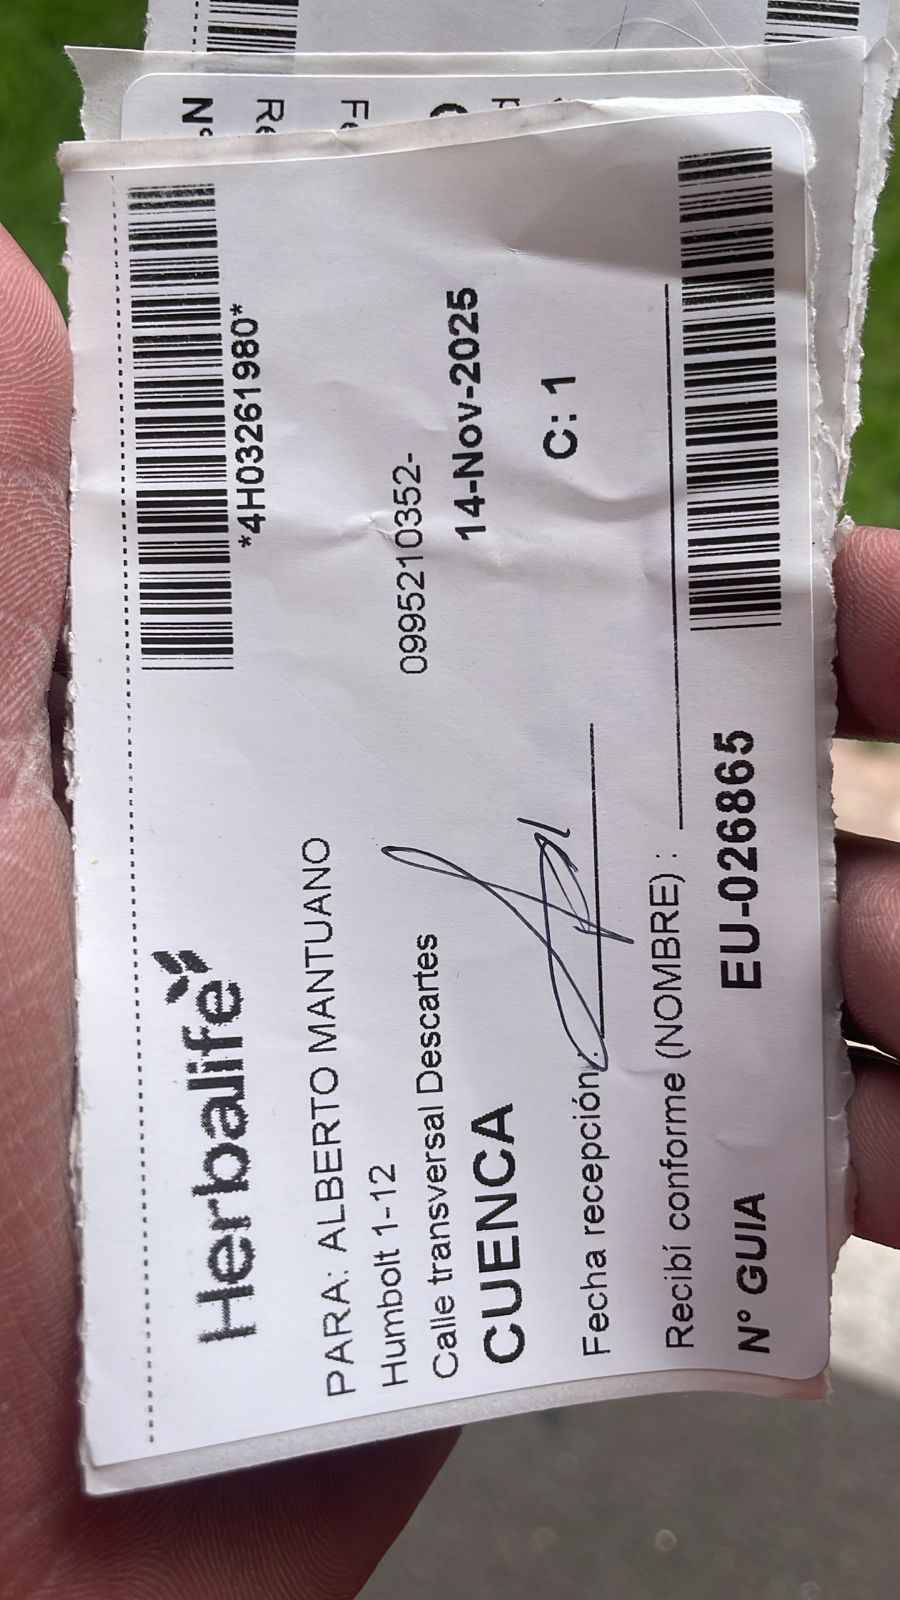 Herbalife
*4H03261980*
PARA: ALBERTO MANTUANO
Humbolt 1-12
0995210352-
Calle transversal Descartes
14-Nov-2025
CUENCA
C: 1
Fecha recepción :
Recibí conforme (NOMBRE) :
N° GUIA EU-026865